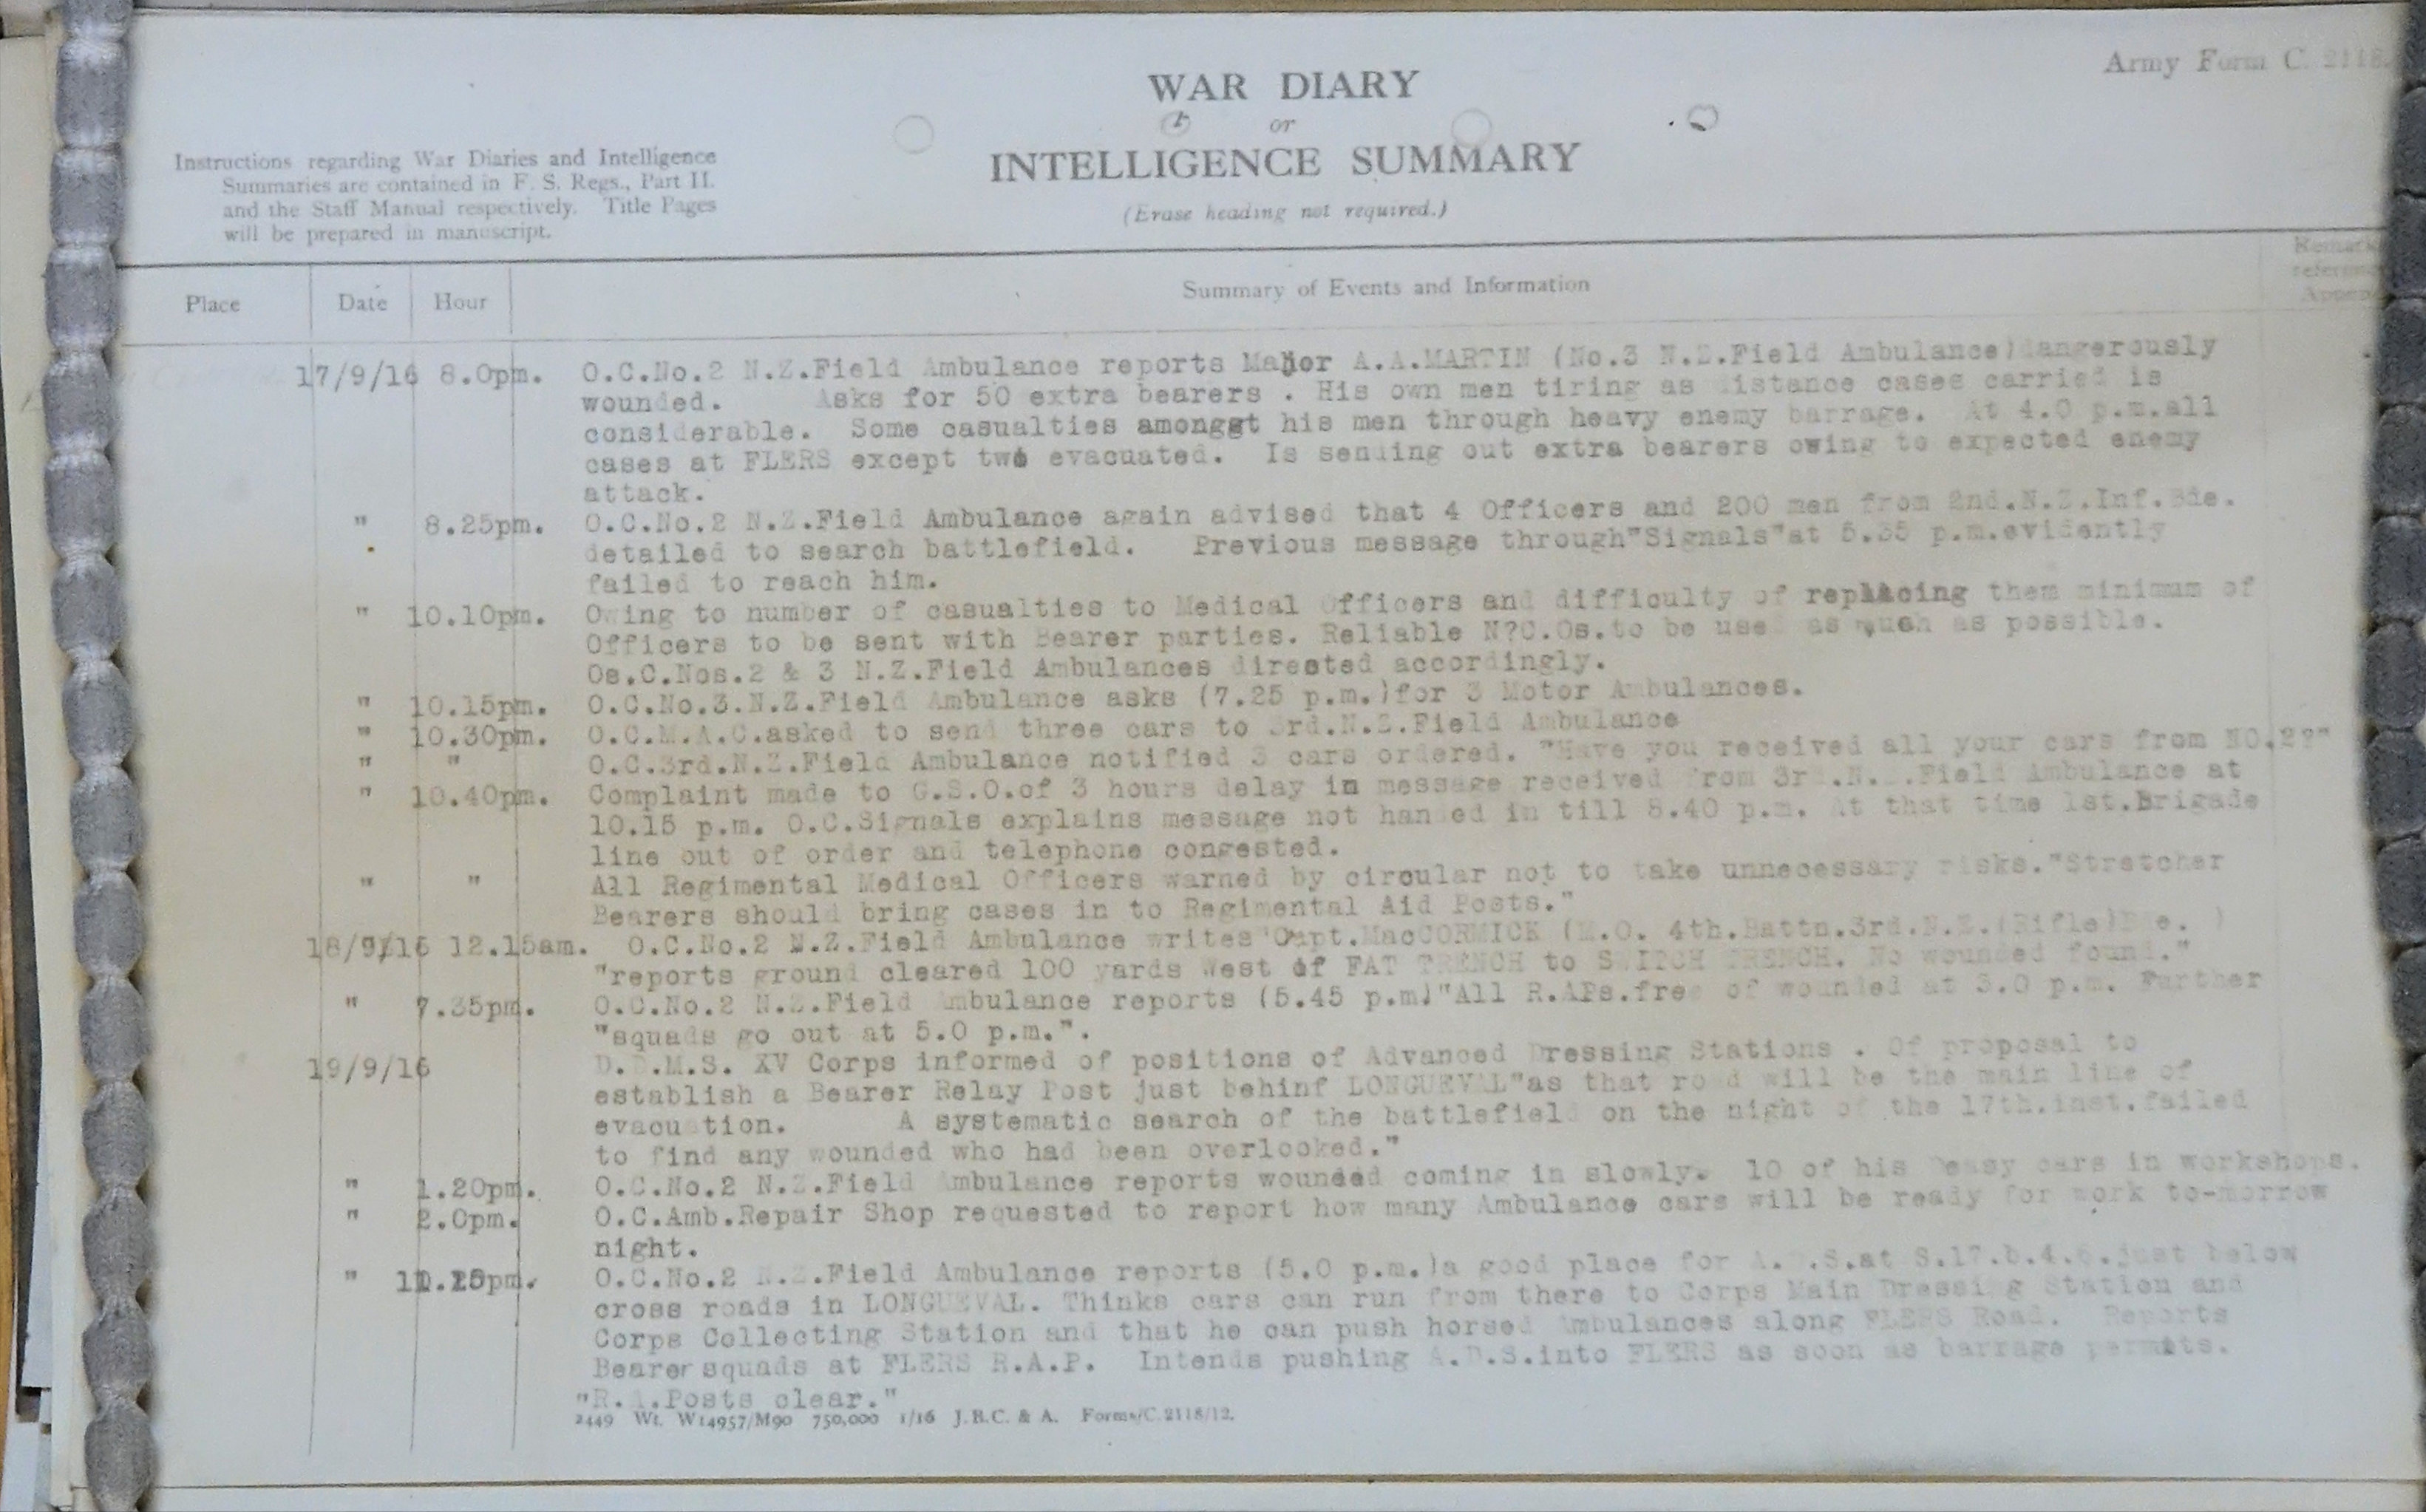 Army Form C. 2118.
WAR DIARY
or
INTELLIGENCE SUMMARY
(Erase heading not required.)
Instructions regarding War Diaries and Intelligence
Summaries are contained in F. S. Regs., Part II.
and the Staff Manual respectively. Title Pages
will be prepared in manuscript.
Place Date Hour Summary of Events and Information
17/9/16 8.0pm. O.C.No.2 N.Z.Field Ambulance reports Major A.A.MARTIN (No.3 N.Z.Field Ambulance)dangerously
wounded. Asks for 50 extra bearers . His own men tiring as distance cases carried is
considerable. Some casualties amongst his men through heavy enemy barrage. At 4.0 p.m.all
cases at FLERS except two evacuated. Is sending out extra bearers owing to expected enemy
attack.
" 8.25pm. O.C.No.2 N.Z.Field Ambulance again advised that 4 Officers and 200 men from 2nd.N.Z.Inf.Bde.
detailed to search battlefield. Previous message through"Signals"at 5.35 p.m.evidently
failed to reach him.
" 10.10pm. Owing to number of casualties to Medical Officers and difficulty of replacing them minimum of
Officers to be sent with Bearer parties. Reliable N?C.Os.to be used as much as possible.
Os.C.Nos.2 & 3 N.Z.Field Ambulances directed accordingly.
" 10.15pm. O.C.No.3.N.Z.Field Ambulance asks (7.25 p.m.)for 3 Motor Ambulances.
" 10.30pm. O.C.M.A.C.asked to send three cars to 3rd.N.Z.Field Ambulance
" " O.C.3rd.N.Z.Field Ambulance notified 3 cars ordered. "Have you received all your cars from NO.2?"
" 10.40pm. Complaint made to G.S.O.of 3 hours delay in message received from 3rd.N.Z.Field Ambulance at
10.15 p.m. O.C.Signals explains message not handed in till 8.40 p.m. At that time 1st.Brigade
line out of order and telephone congested.
" " All Regimental Medical Officers warned by circular not to take unnecessary risks."Stretcher
Bearers should bring cases in to Regimental Aid Posts."
18/9/16 12.15am. O.C.No.2 N.Z.Field Ambulance writes"Capt.MacCORMICK (M.O. 4th.Battn.3rd.N.Z.(Rifle)Bde. )
"reports ground cleared 100 yards West of FAT TRENCH to SWITCH TRENCH. No wounded found."
" 7.35pm. O.C.No.2 N.Z.Field Ambulance reports (5.45 p.m)"All R.APs.free of wounded at 3.0 p.m. Further
"squads go out at 5.0 p.m.".
19/9/16 D.D.M.S. XV Corps informed of positions of Advanced Dressing Stations . Of proposal to
establish a Bearer Relay Post just behinf LONGUEVAL"as that road will be the main line of
evacuation. A systematic search of the battlefield on the night of the 17th.inst.failed
to find any wounded who had been overlooked."
" 1.20pm. O.C.No.2 N.Z.Field Ambulance reports wounded coming in slowly. 10 of his heavy cars in workshops.
" 2.0pm. O.C.Amb.Repair Shop requested to report how many Ambulance cars will be ready for work to-morrow
night.
" O.C.No.2 N.Z.Field Ambulance reports (5.0 p.m.)a good place for A.D.S.at S.17.b.4.6.just below
cross roads in LONGUEVAL. Thinks cars can run from there to Corps Main Dressing Station and
Corps Collecting Station and that he can push horsed Ambulances along FLERS Road. Reports
Bearer squads at FLERS R.A.P. Intends pushing A.D.S.into FLERS as soon as barrage permits.
"R.A.Posts clear."
2449 Wt. W14957/M90 750,000 1/16 J.B.C. & A. Forms/C.2118/12.